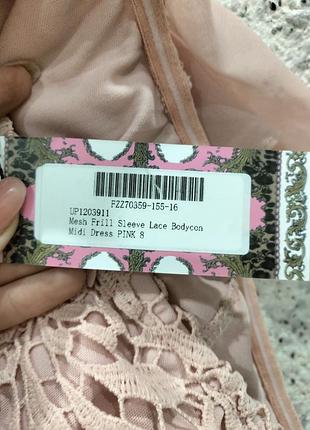 FZZ70359-155-16
UP1203911
Mesh Frill Sleeve Lace Bodycon
Midi Dress PINK 8